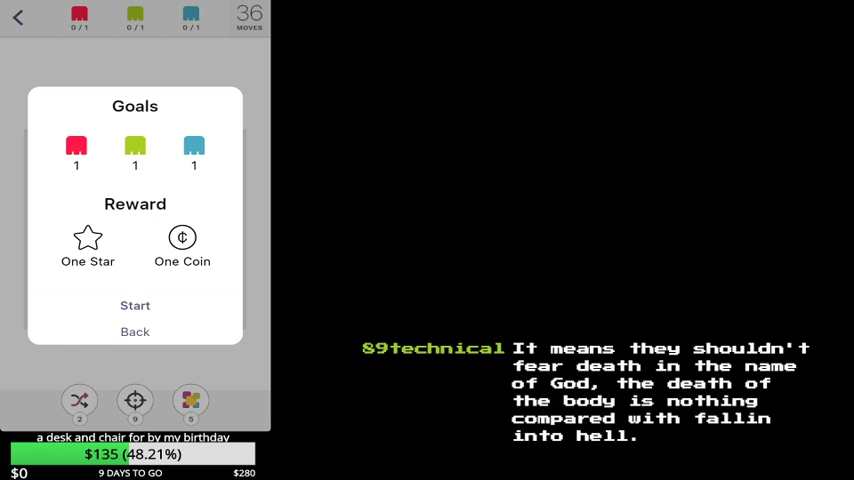 0/1 0/1 0/1 36
MOVES
Goals
1 1 1
Reward
¢
One Star One Coin
Start
Back
2 9 5
a desk and chair for by my birthday
$135 (48.21%)
$0 9 DAYS TO GO $280
89technical It means they shouldn't
fear death in the name
of God, the death of
the body is nothing
compared with fallin
into hell.